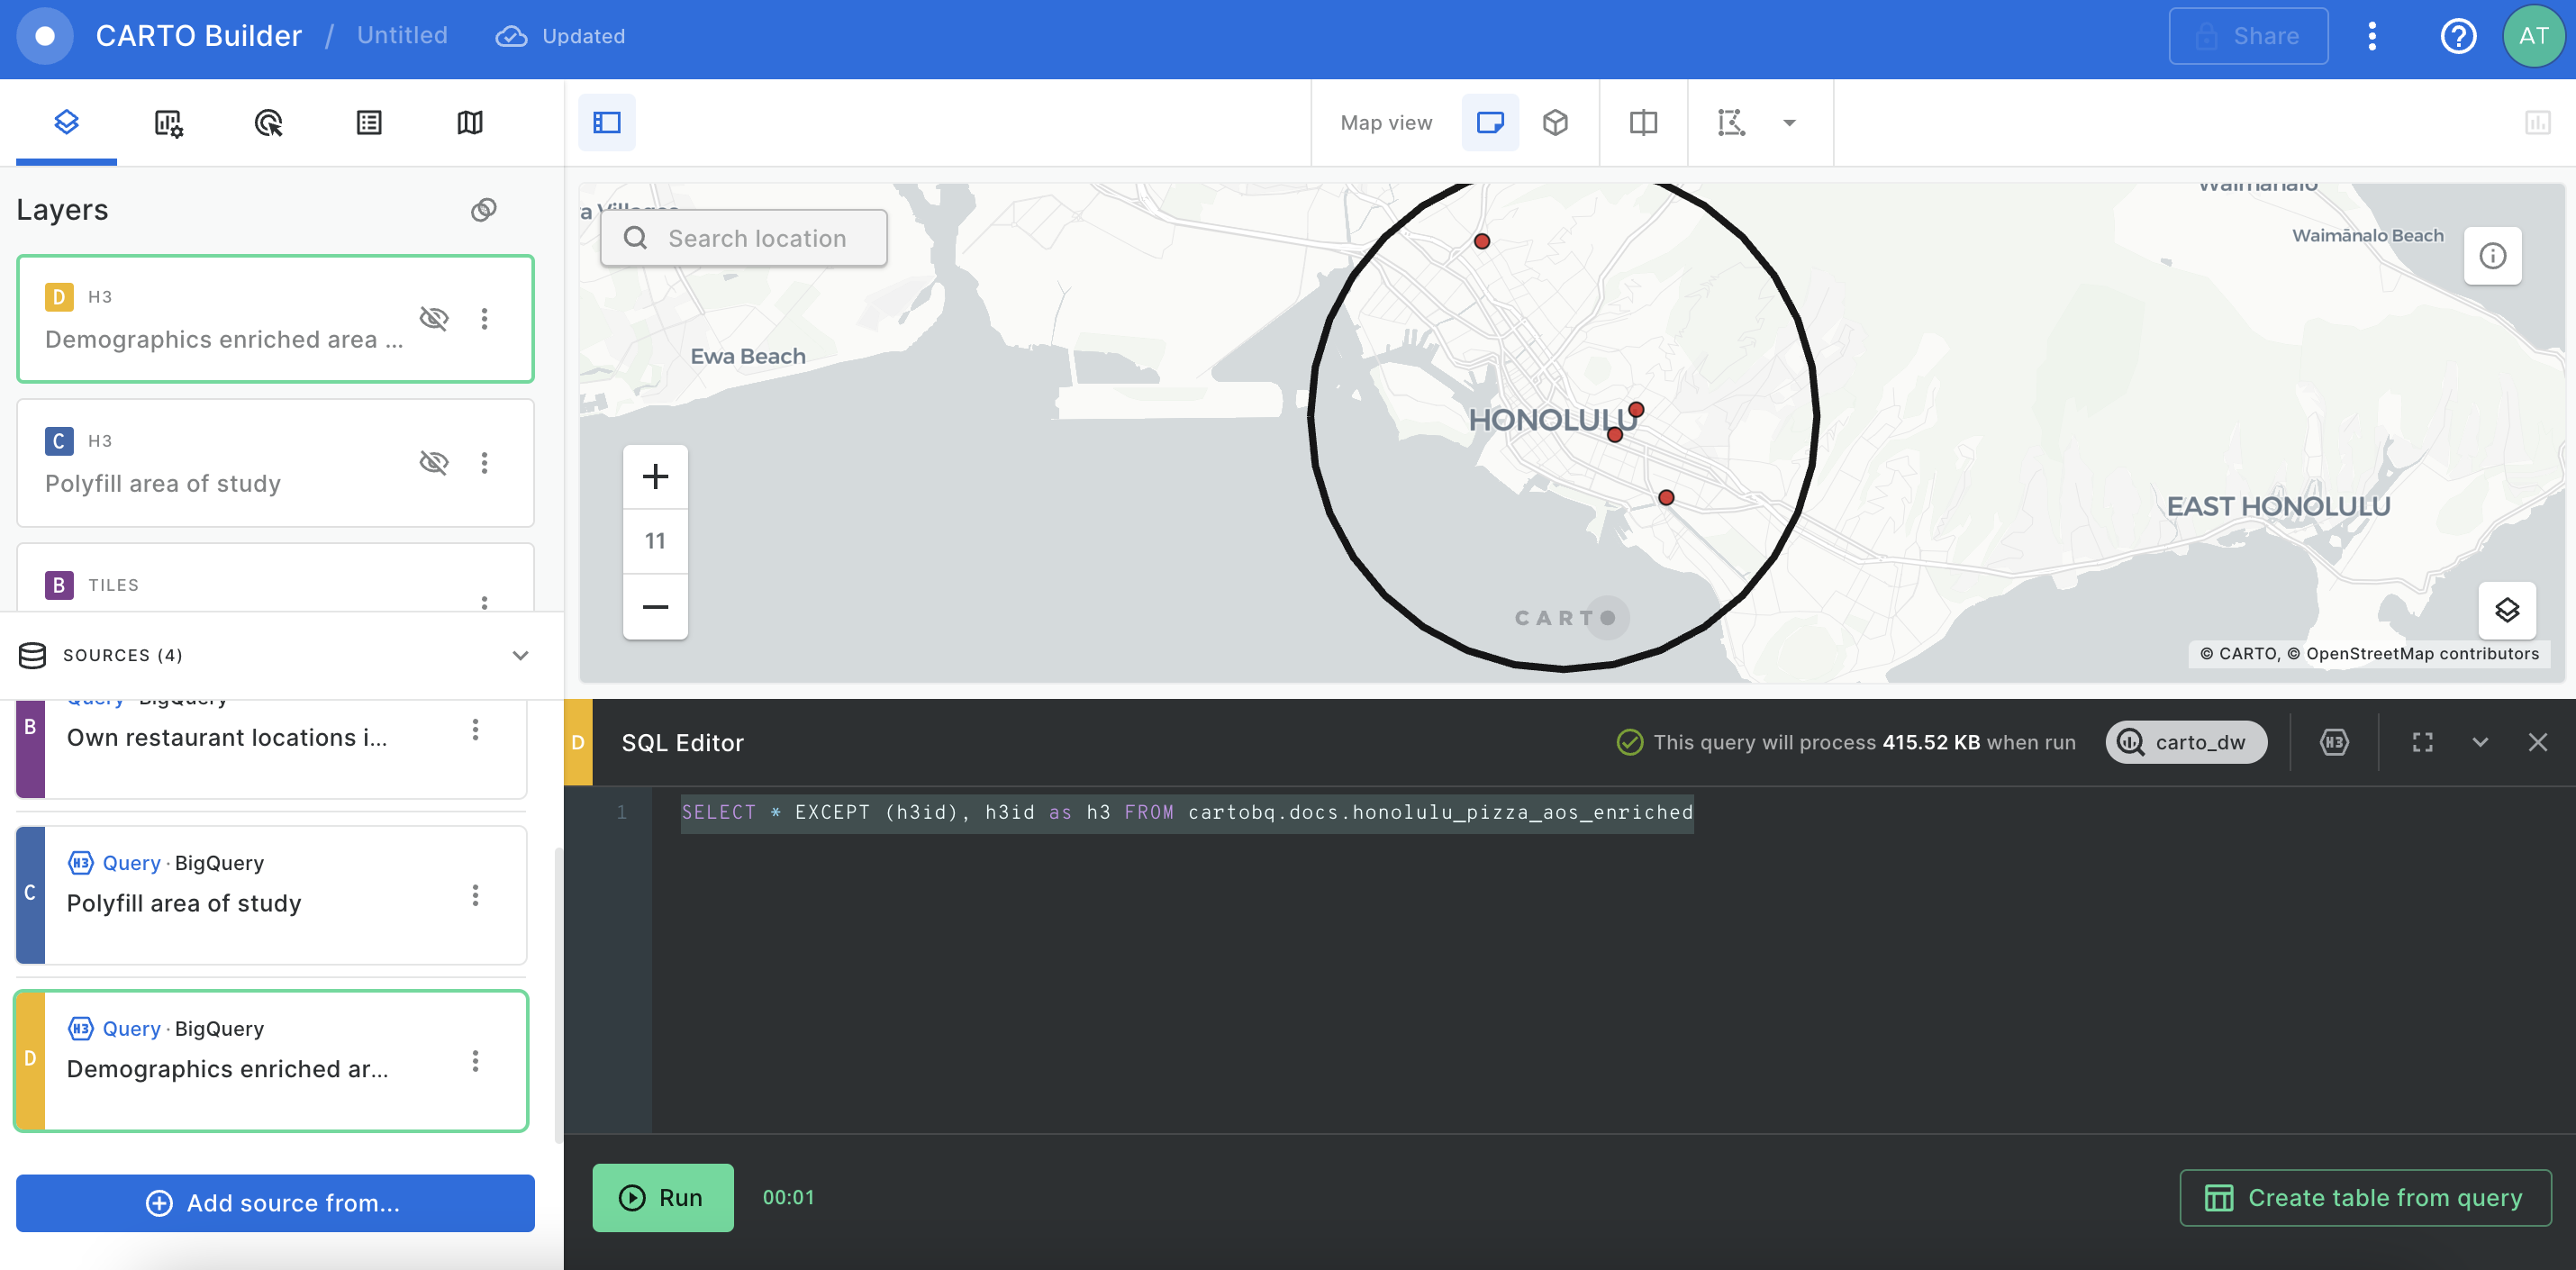 CARTO Builder / Untitled Updated
Share
AT
Map view
Layers
D H3
Demographics enriched area ...
C H3
Polyfill area of study
B TILES
SOURCES (4)
Query · BigQuery
B
Own restaurant locations i...
H3 Query · BigQuery
C
Polyfill area of study
H3 Query · BigQuery
D
Demographics enriched ar...
Add source from...
Search location
Waimānalo Beach
Ewa Beach
HONOLULU
EAST HONOLULU
11
CARTO
© CARTO, © OpenStreetMap contributors
D SQL Editor
This query will process 415.52 KB when run
carto_dw
H3
1 SELECT * EXCEPT (h3id), h3id as h3 FROM cartobq.docs.honolulu_pizza_aos_enriched
Run
00:01
Create table from query